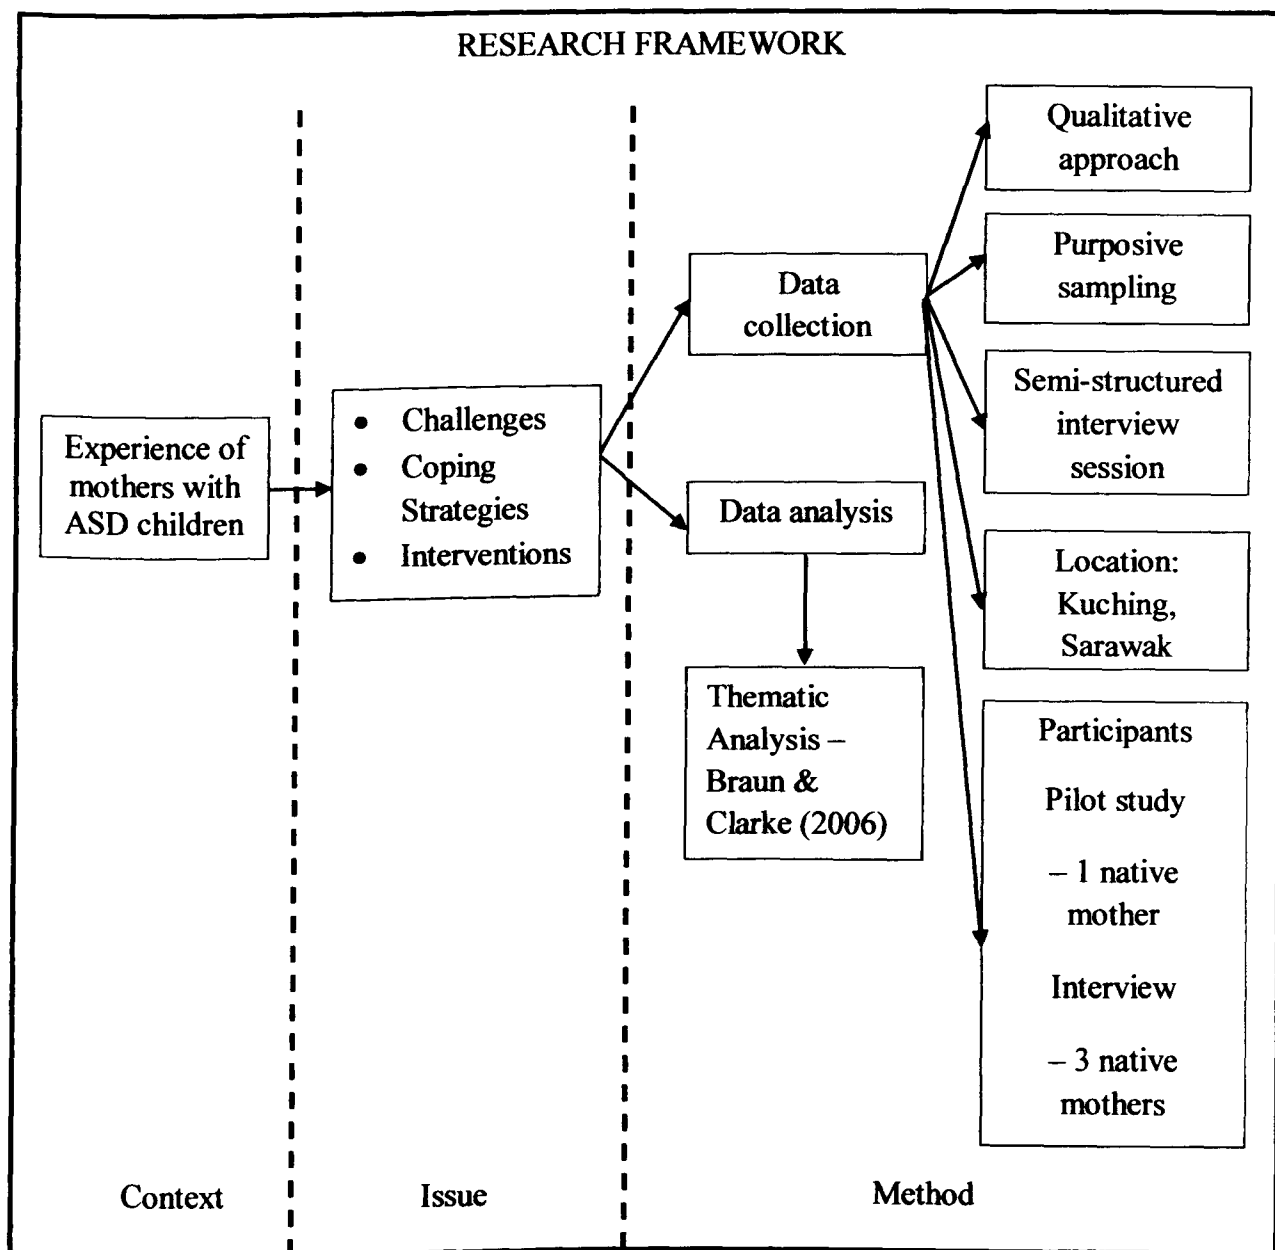 RESEARCH FRAMEWORK
Experience of
mothers with
ASD children
• Challenges
• Coping
Strategies
• Interventions
Data
collection
Data analysis
Thematic
Analysis –
Braun &
Clarke (2006)
Qualitative
approach
Purposive
sampling
Semi-structured
interview
session
Location:
Kuching,
Sarawak
Participants
Pilot study
– 1 native
mother
Interview
– 3 native
mothers
Context
Issue
Method